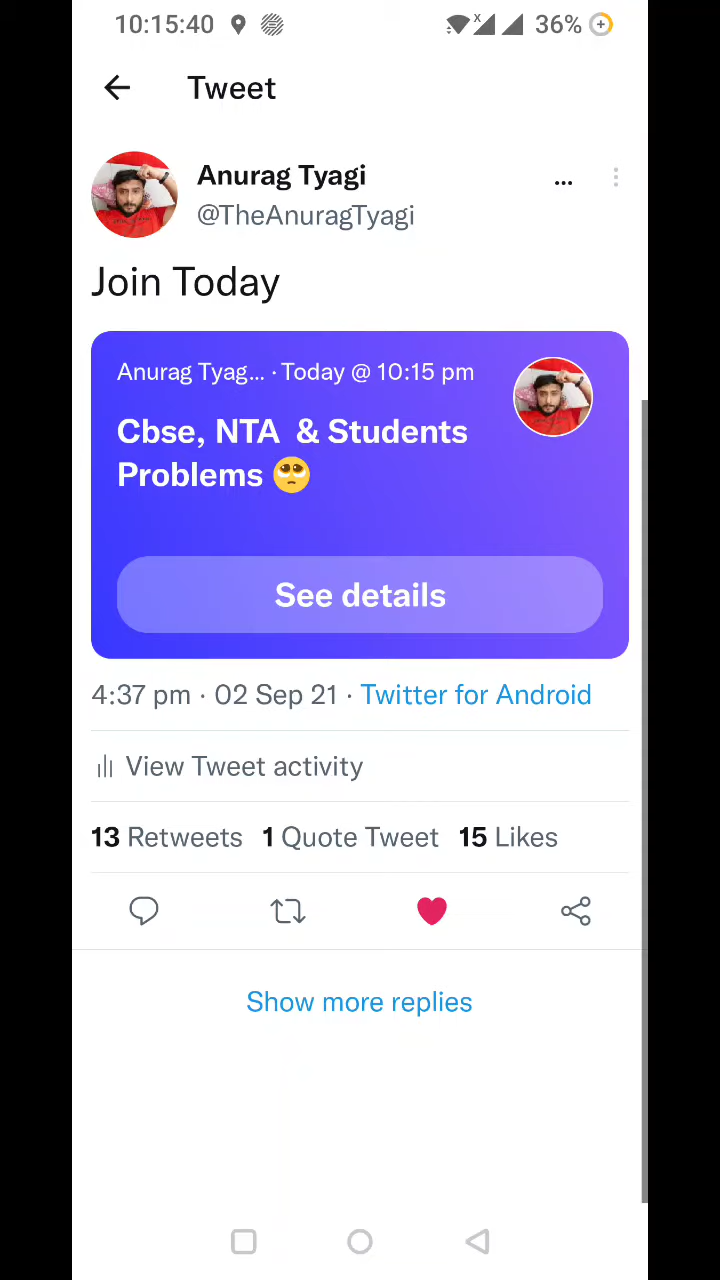 10:15:40 36%
Tweet
Anurag Tyagi
@TheAnuragTyagi
Join Today
Anurag Tyag... · Today @ 10:15 pm
Cbse, NTA & Students
Problems 🥺
See details
4:37 pm · 02 Sep 21 · Twitter for Android
View Tweet activity
13 Retweets 1 Quote Tweet 15 Likes
Show more replies